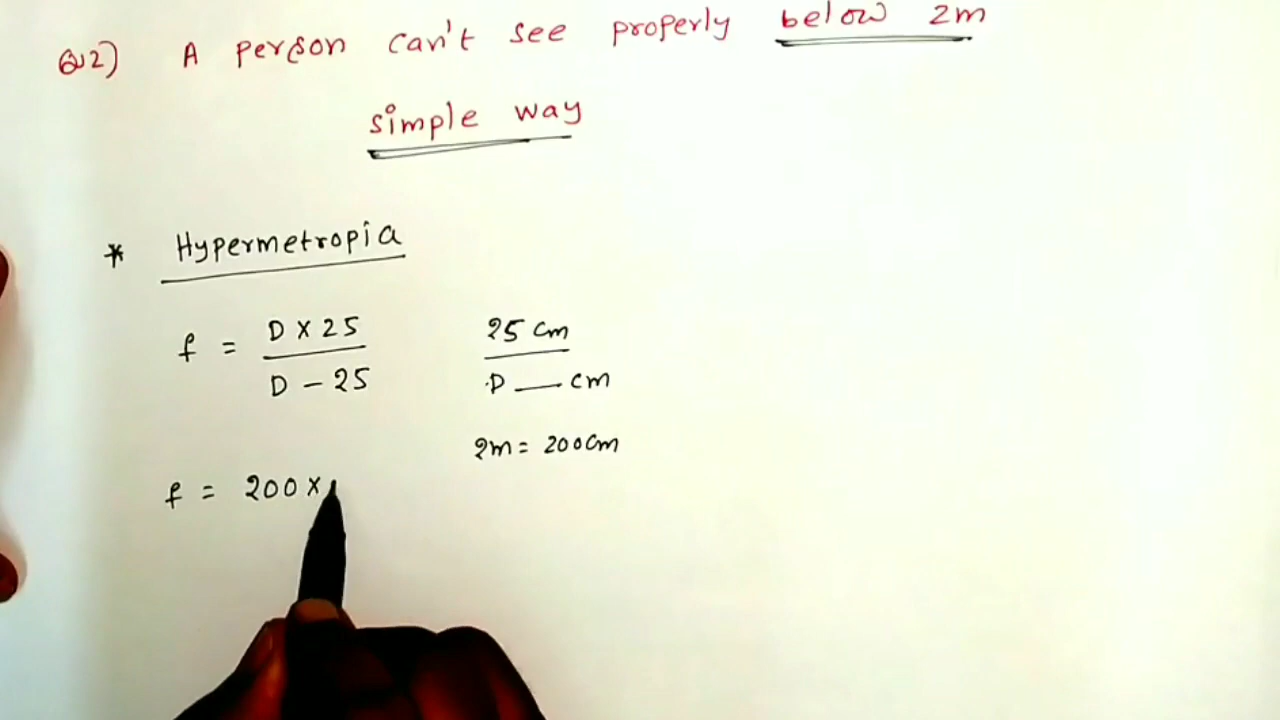 Q2) A person can't see properly below 2m
simple way
* Hypermetropia
f = D × 25 / D - 25
25 cm
D — cm
2m = 200cm
f = 200 ×